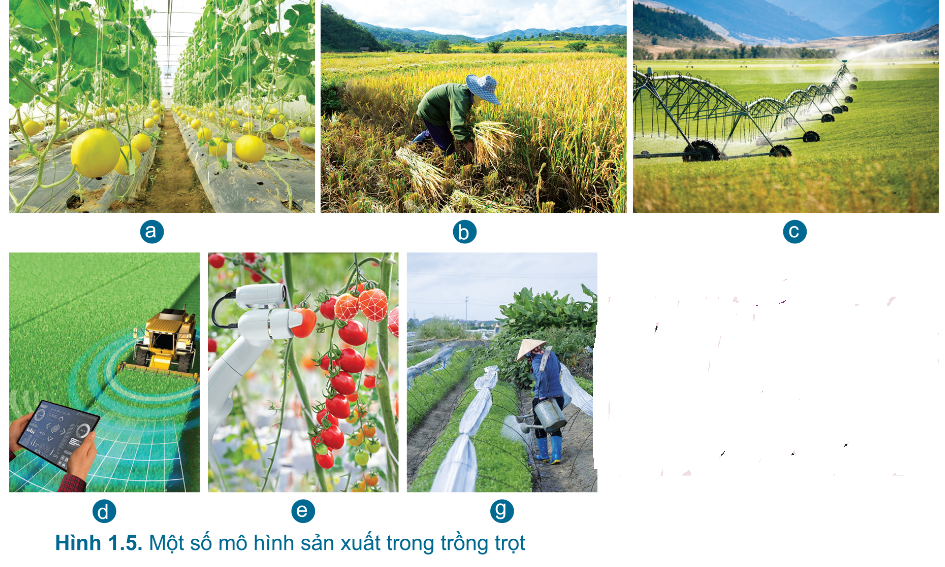 a
b
c
d
e
g
Hình 1.5. Một số mô hình sản xuất trong trồng trọt